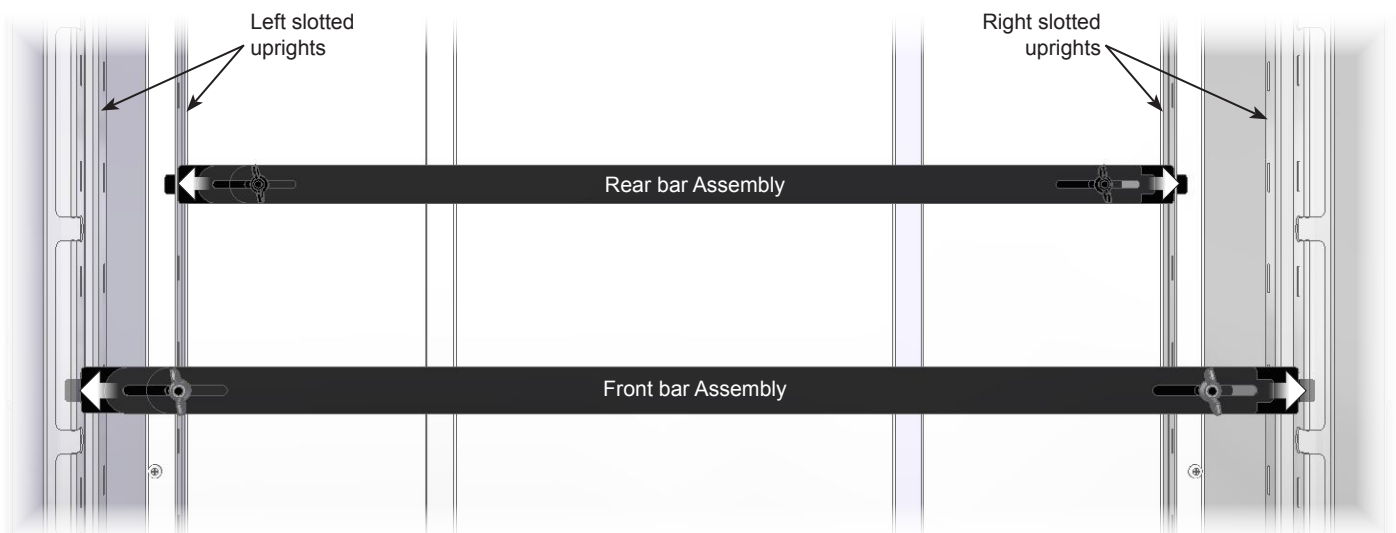 Left slotted
uprights
Right slotted
uprights
Rear bar Assembly
Front bar Assembly